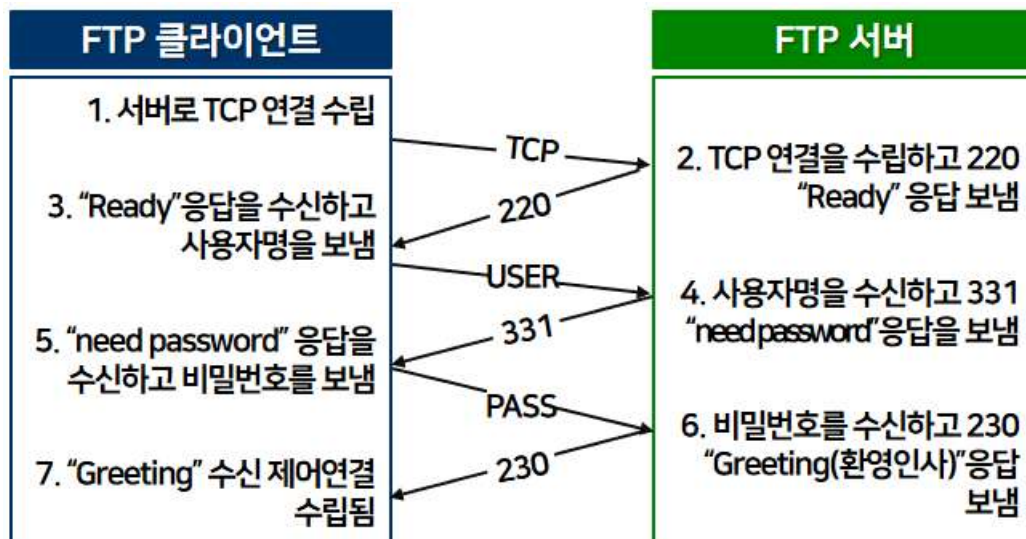 FTP 클라이언트
1. 서버로 TCP 연결 수립
3. “Ready”응답을 수신하고
사용자명을 보냄
5. “need password” 응답을
수신하고 비밀번호를 보냄
7. “Greeting” 수신 제어연결
수립됨
TCP
220
USER
331
PASS
230
FTP 서버
2. TCP 연결을 수립하고 220
“Ready” 응답 보냄
4. 사용자명을 수신하고 331
“need password”응답을 보냄
6. 비밀번호를 수신하고 230
“Greeting(환영인사)”응답
보냄